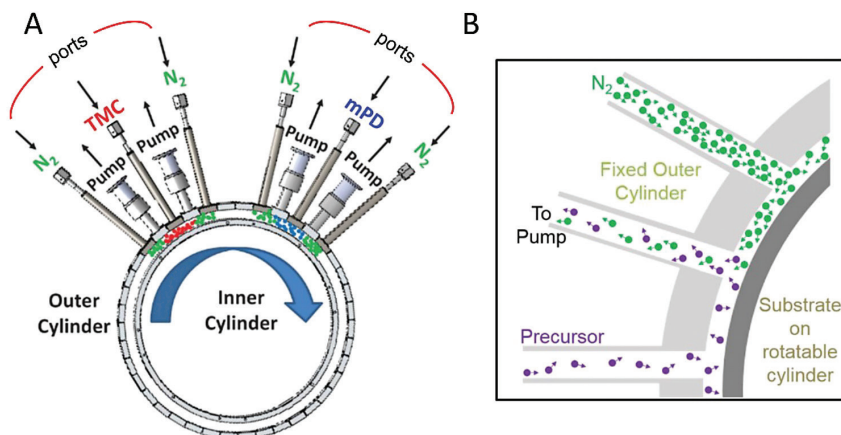 A
ports
N2
TMC
N2
Pump
Pump
N2
mPD
N2
Pump
Pump
ports
Outer
Cylinder
Inner
Cylinder
B
N2
Fixed Outer
Cylinder
To
Pump
Precursor
Substrate
on
rotatable
cylinder